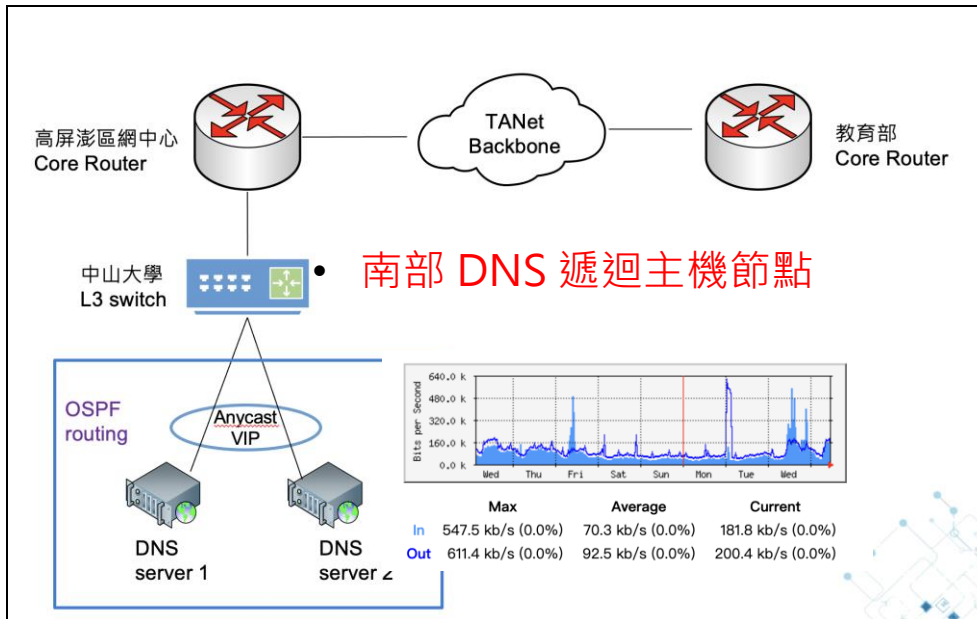 高屏澎區網中心
Core Router
TANet
Backbone
教育部
Core Router
中山大學
L3 switch
• 南部 DNS 遞迴主機節點
OSPF
routing
Anycast
VIP
DNS
server 1
DNS
server 2
Bits per Second
640.0 k
480.0 k
320.0 k
160.0 k
0.0 k
Wed Thu Fri Sat Sun Mon Tue Wed
Max Average Current
In 547.5 kb/s (0.0%) 70.3 kb/s (0.0%) 181.8 kb/s (0.0%)
Out 611.4 kb/s (0.0%) 92.5 kb/s (0.0%) 200.4 kb/s (0.0%)